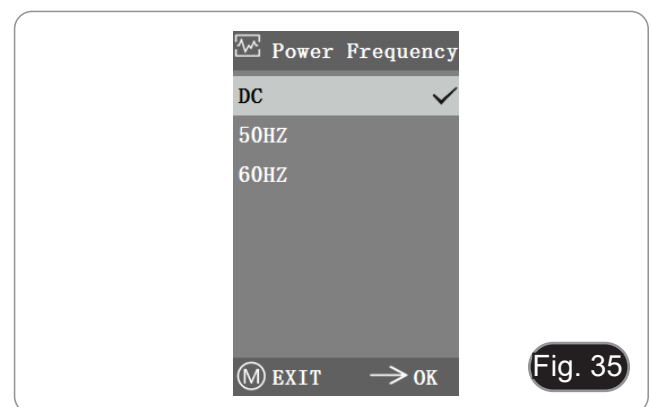 Power Frequency
DC
50HZ
60HZ
M EXIT → OK
Fig. 35